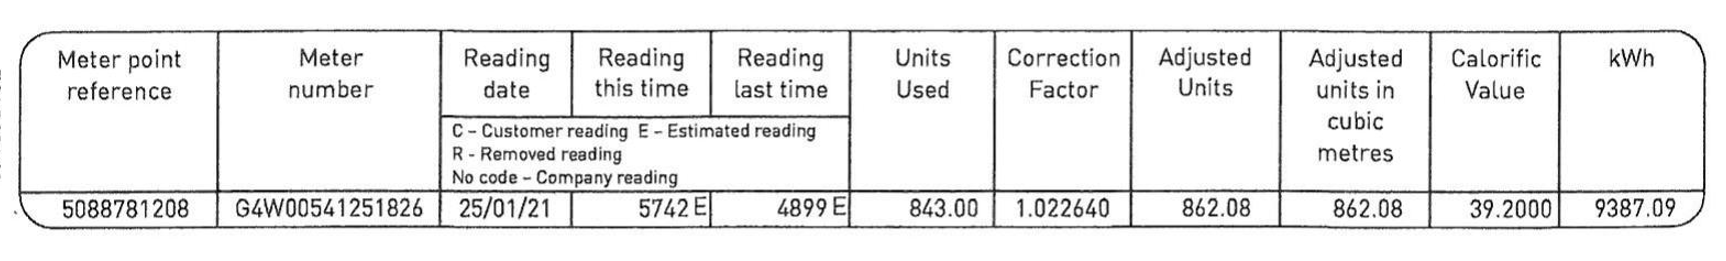 Meter point reference
Meter number
Reading date
Reading this time
Reading last time
Units Used
Correction Factor
Adjusted Units
Adjusted units in cubic metres
Calorific Value
kWh
C – Customer reading E – Estimated reading
R - Removed reading
No code – Company reading
5088781208 G4W00541251826 25/01/21 5742 E 4899 E 843.00 1.022640 862.08 862.08 39.2000 9387.09